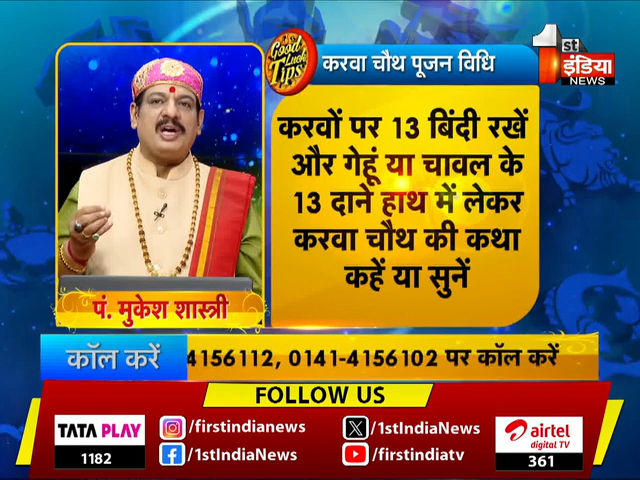 Good
Luck
Tips
करवा चौथ पूजन विधि
1st
इंडिया
NEWS
करवों पर 13 बिंदी रखें
और गेहूं या चावल के
13 दाने हाथ में लेकर
करवा चौथ की कथा
कहें या सुनें
पं. मुकेश शास्त्री
कॉल करें
4156112, 0141-4156102 पर कॉल करें
FOLLOW US
TATA PLAY
1182
/firstindianews
/1stIndiaNews
/1stIndiaNews
/firstindiatv
airtel
digital TV
361